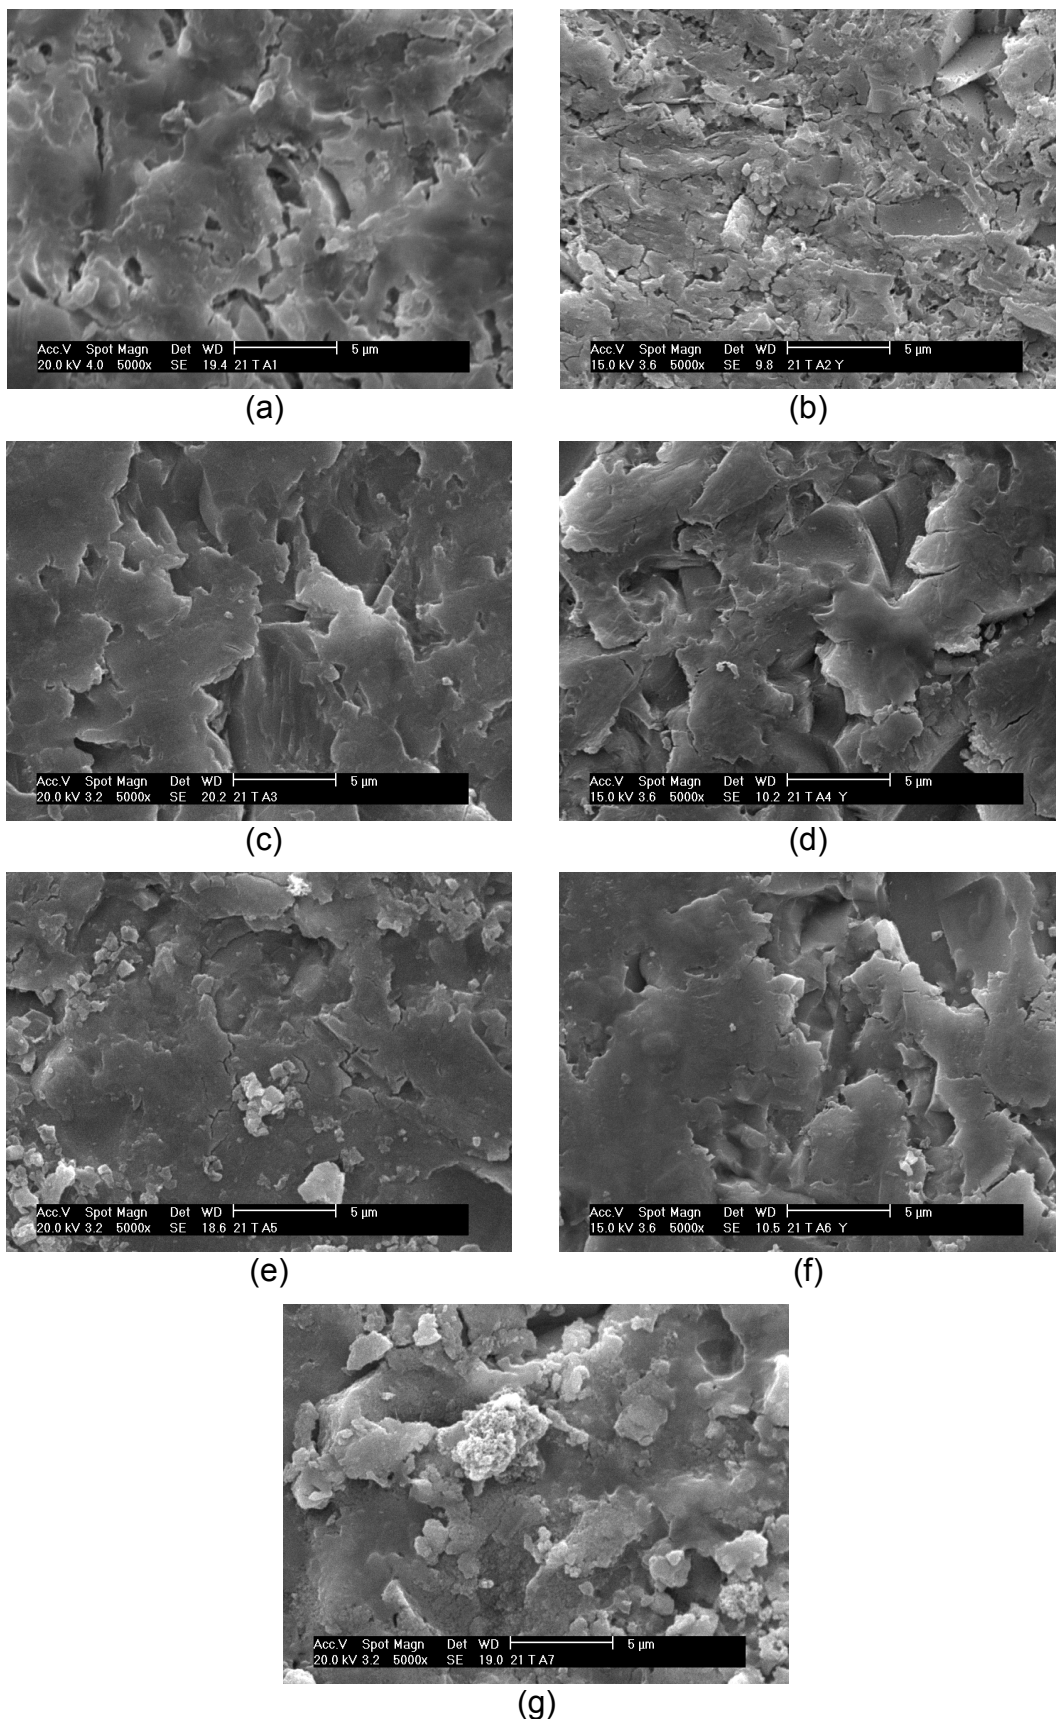 Acc.V Spot Magn Det WD 5 µm
20.0 kV 4.0 5000x SE 19.4 21 T A1
(a)
Acc.V Spot Magn Det WD 5 µm
15.0 kV 3.6 5000x SE 9.8 21 T A2 Y
(b)
Acc.V Spot Magn Det WD 5 µm
20.0 kV 3.2 5000x SE 20.2 21 T A3
(c)
Acc.V Spot Magn Det WD 5 µm
15.0 kV 3.6 5000x SE 10.2 21 T A4 Y
(d)
Acc.V Spot Magn Det WD 5 µm
20.0 kV 3.2 5000x SE 18.6 21 T A5
(e)
Acc.V Spot Magn Det WD 5 µm
15.0 kV 3.6 5000x SE 10.5 21 T A6 Y
(f)
Acc.V Spot Magn Det WD 5 µm
20.0 kV 3.2 5000x SE 19.0 21 T A7
(g)